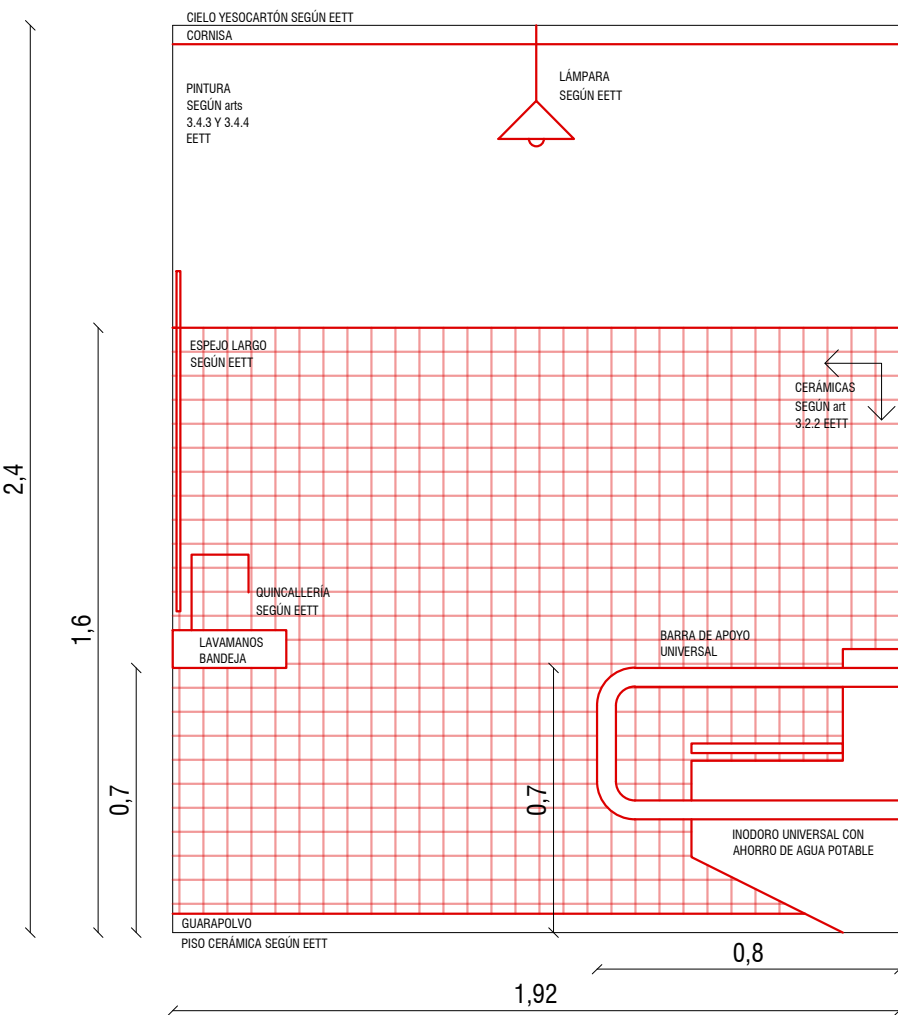 CIELO YESOCARTÓN SEGÚN EETT
CORNISA
PINTURA
SEGÚN arts
3.4.3 Y 3.4.4
EETT
LÁMPARA
SEGÚN EETT
ESPEJO LARGO
SEGÚN EETT
CERÁMICAS
SEGÚN art
3.2.2 EETT
2,4
1,6
QUINCALLERÍA
SEGÚN EETT
LAVAMANOS
BANDEJA
BARRA DE APOYO
UNIVERSAL
0,7
0,7
INODORO UNIVERSAL CON
AHORRO DE AGUA POTABLE
GUARAPOLVO
PISO CERÁMICA SEGÚN EETT
0,8
1,92